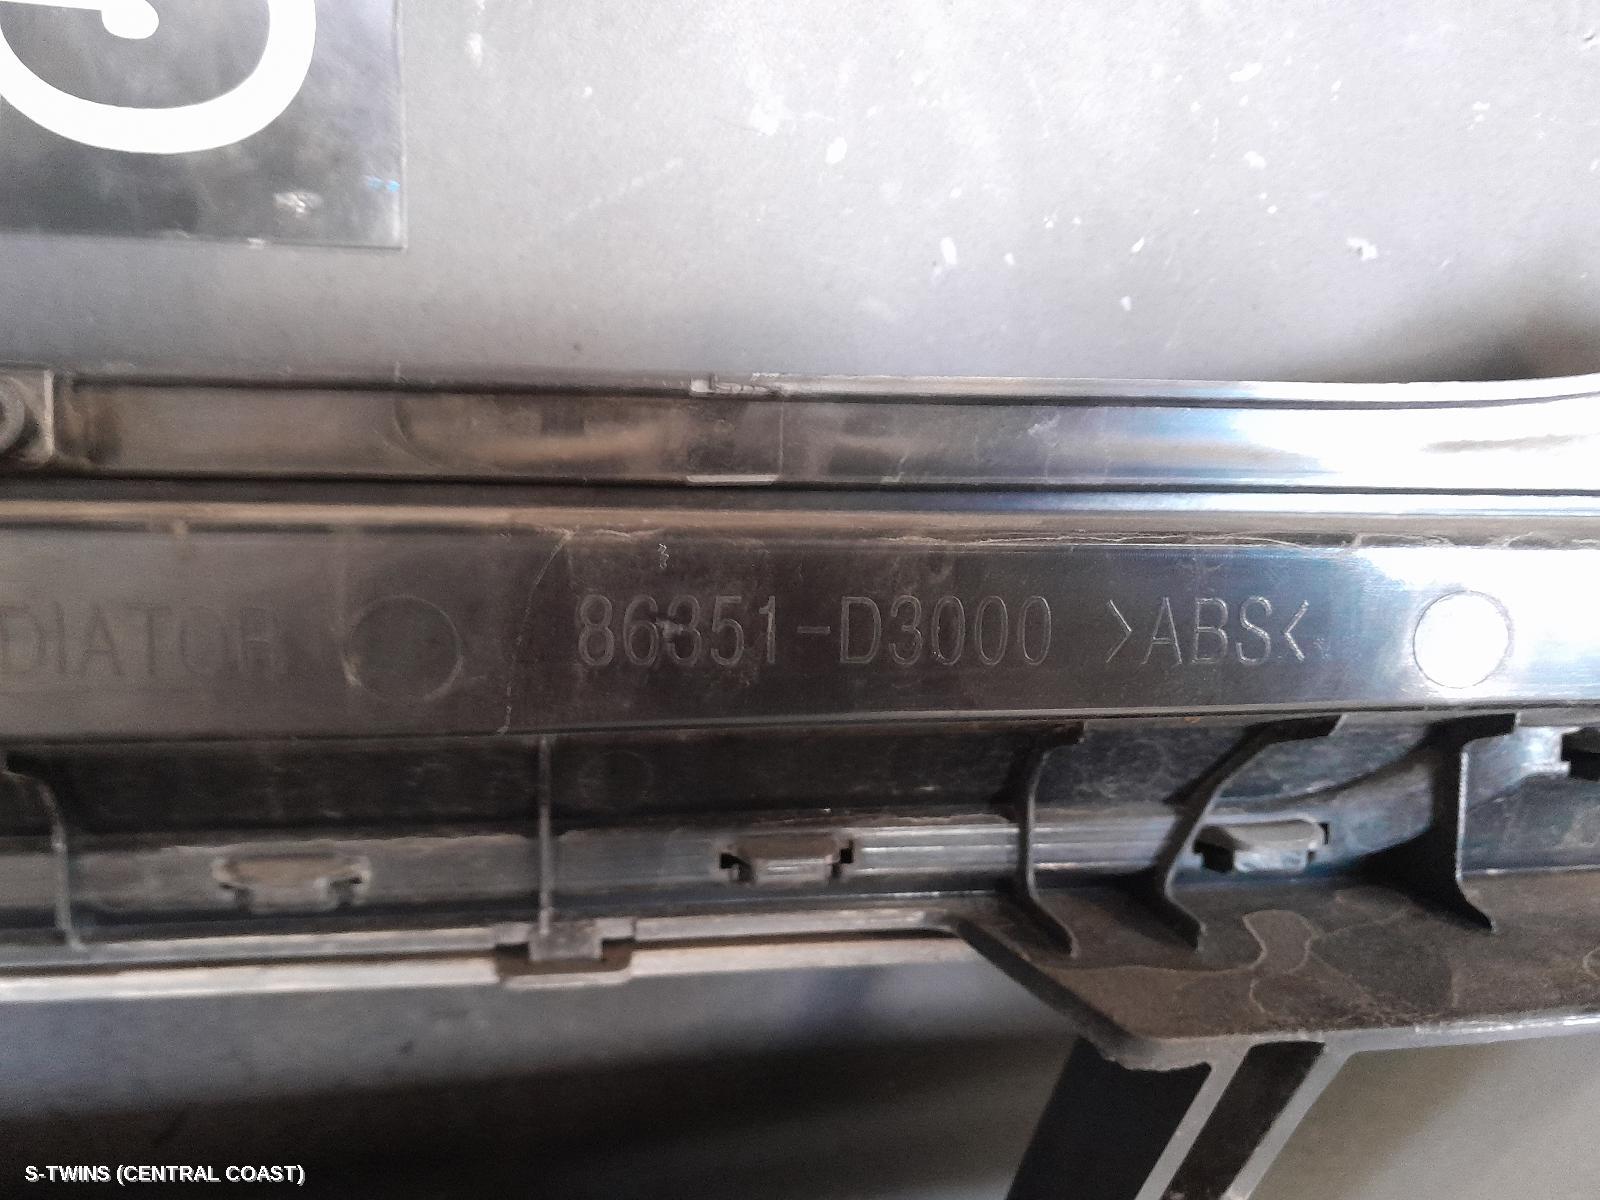 DIATOR 86351-D3000 >ABS<
S-TWINS (CENTRAL COAST)